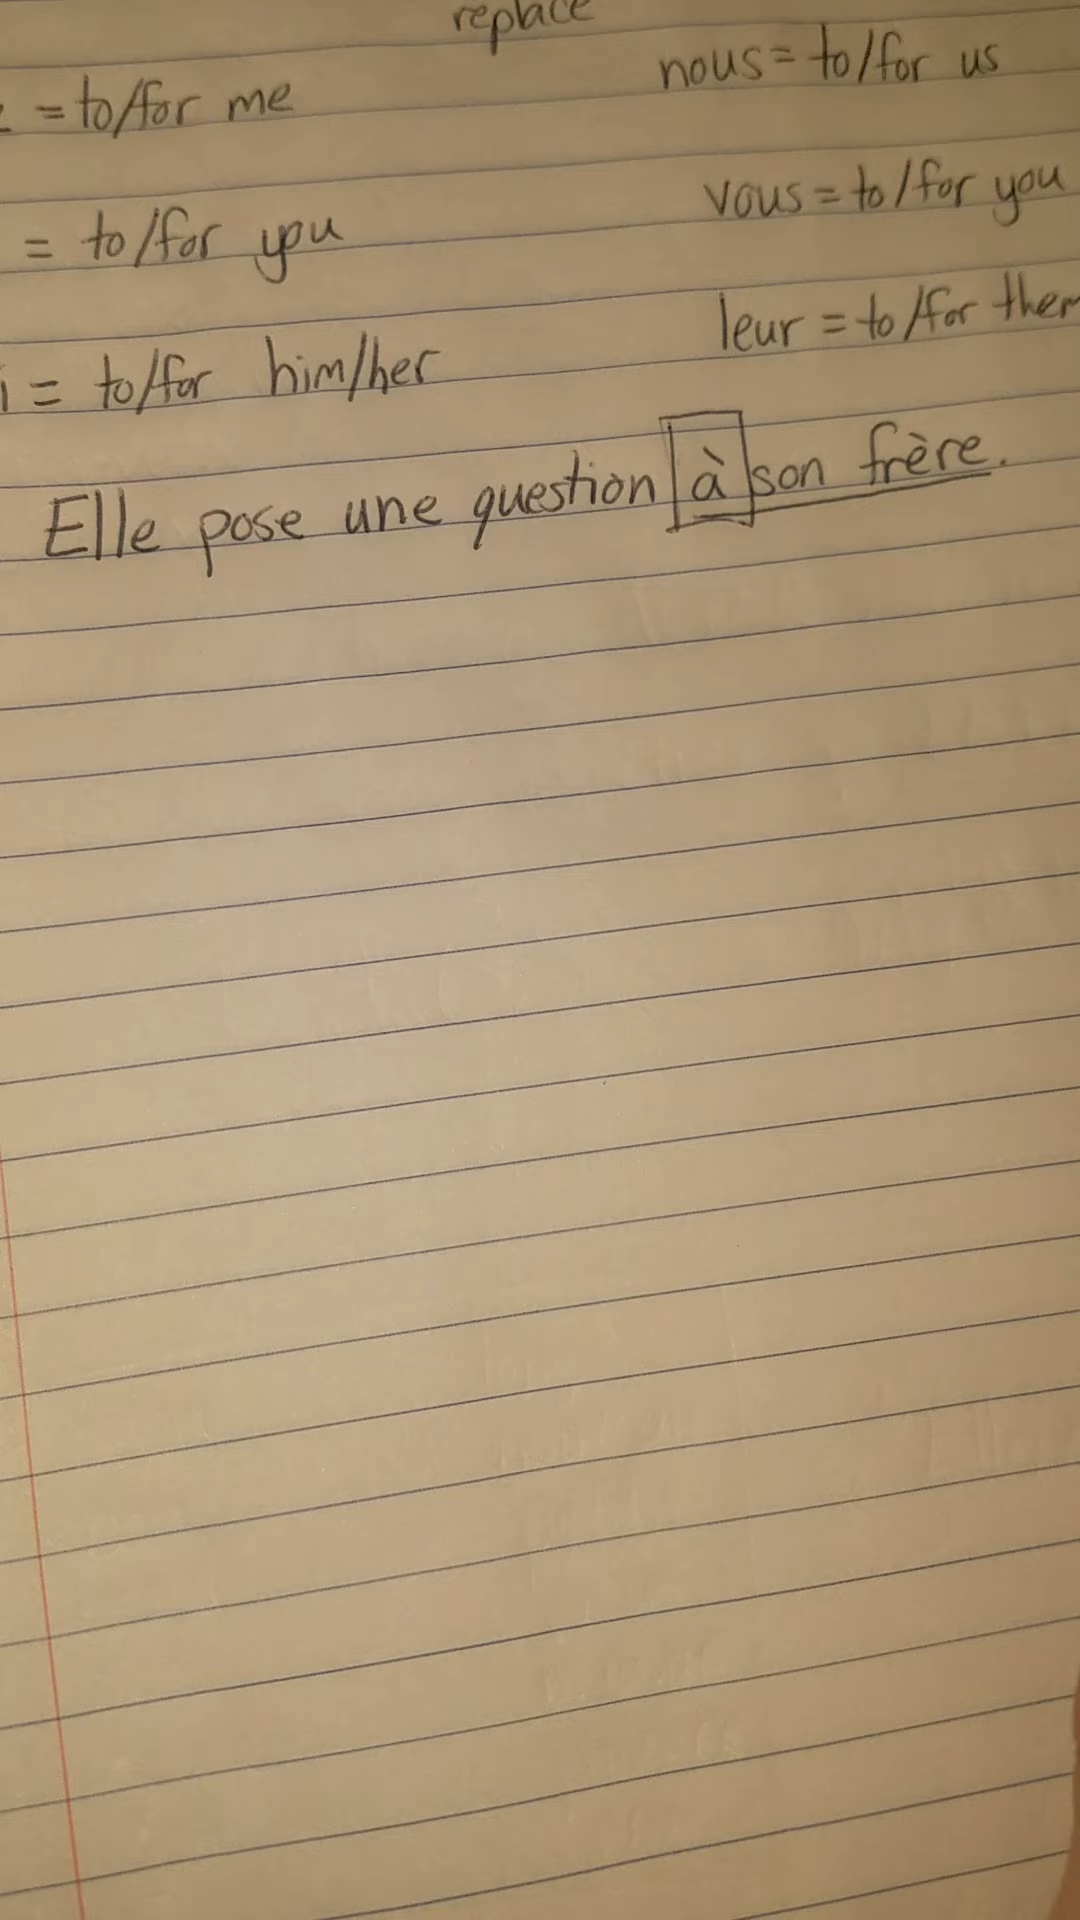 replace
= to/for me
nous = to/for us
= to/for you
vous = to/for you
i = to/for him/her
leur = to/for them
Elle pose une question à son frère.